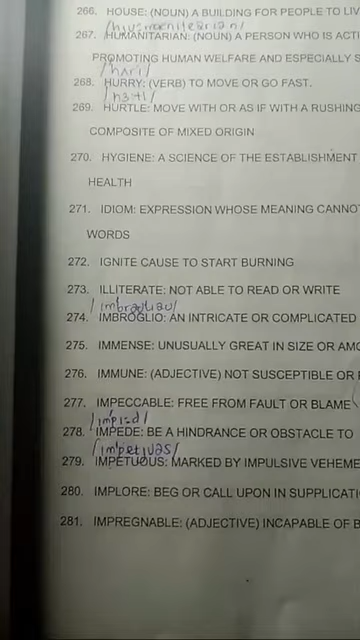 266. HOUSE: (NOUN) A BUILDING FOR PEOPLE TO LIV
267. HUMANITARIAN: (NOUN) A PERSON WHO IS ACTI
PROMOTING HUMAN WELFARE AND ESPECIALLY S
/hʌri/
268. HURRY: (VERB) TO MOVE OR GO FAST.
269. HURTLE: MOVE WITH OR AS IF WITH A RUSHING
COMPOSITE OF MIXED ORIGIN
270. HYGIENE: A SCIENCE OF THE ESTABLISHMENT
HEALTH
271. IDIOM: EXPRESSION WHOSE MEANING CANNO
WORDS
272. IGNITE CAUSE TO START BURNING
273. ILLITERATE: NOT ABLE TO READ OR WRITE
274. IMBROGLIO: AN INTRICATE OR COMPLICATED
275. IMMENSE: UNUSUALLY GREAT IN SIZE OR AMO
276. IMMUNE: (ADJECTIVE) NOT SUSCEPTIBLE OR
277. IMPECCABLE: FREE FROM FAULT OR BLAME
278. IMPEDE: BE A HINDRANCE OR OBSTACLE TO
279. IMPETUOUS: MARKED BY IMPULSIVE VEHEME
280. IMPLORE: BEG OR CALL UPON IN SUPPLICATI
281. IMPREGNABLE: (ADJECTIVE) INCAPABLE OF B